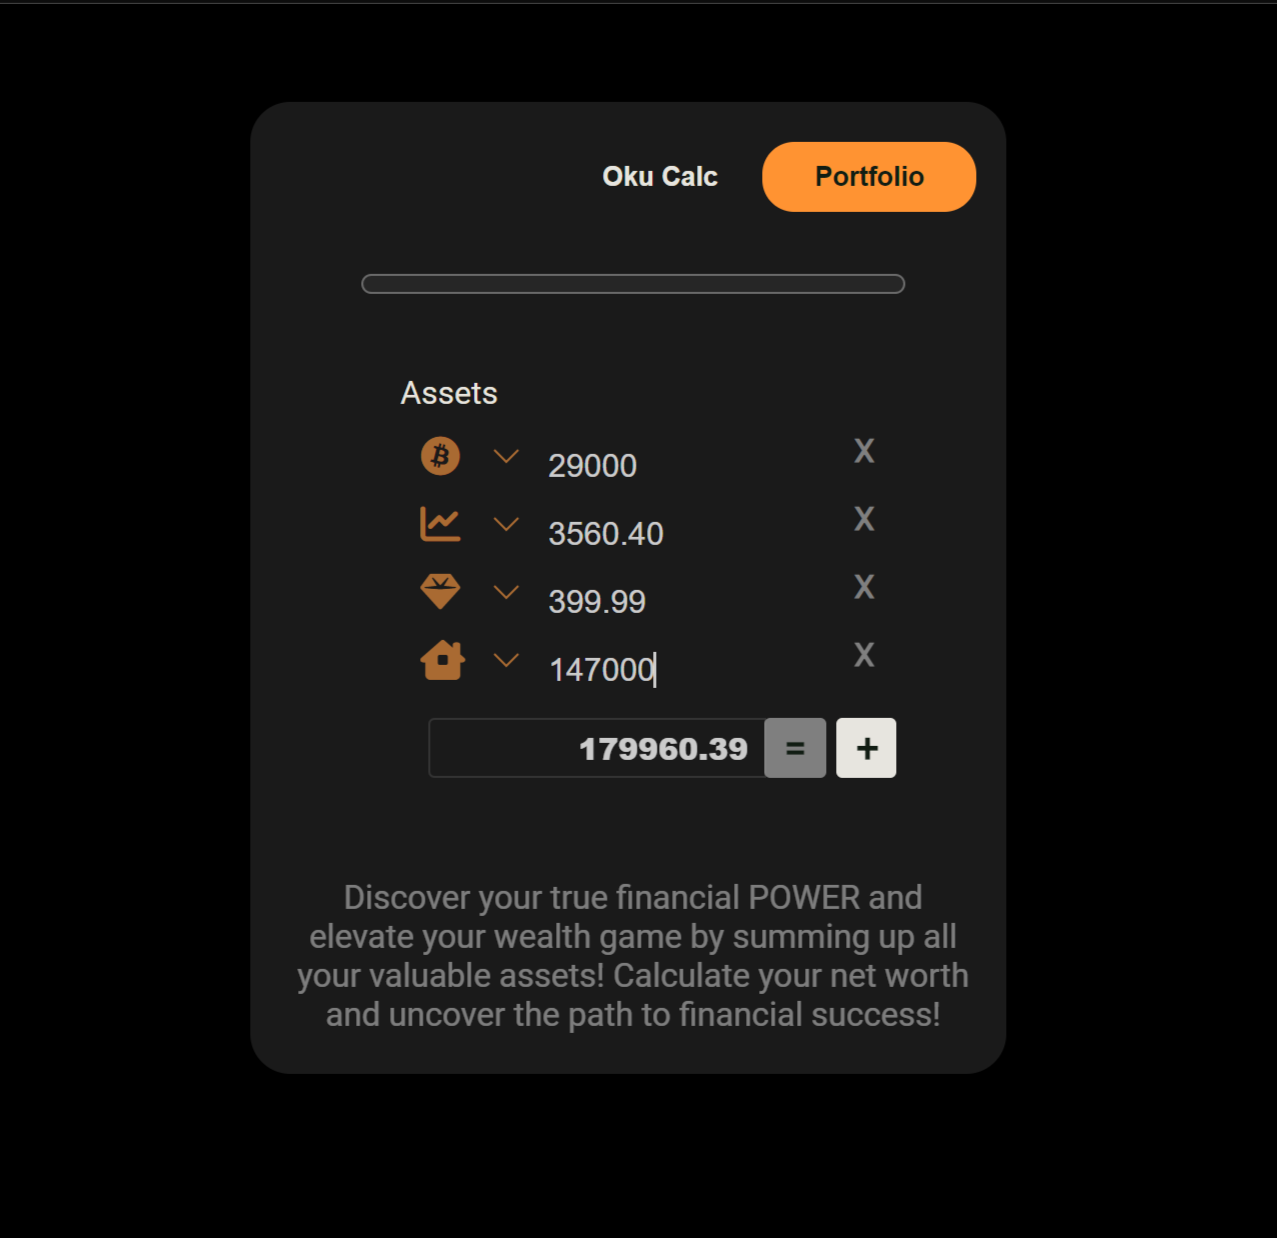 Oku Calc Portfolio
Assets
29000 X
3560.40 X
399.99 X
147000 X
179960.39 = +
Discover your true financial POWER and
elevate your wealth game by summing up all
your valuable assets! Calculate your net worth
and uncover the path to financial success!